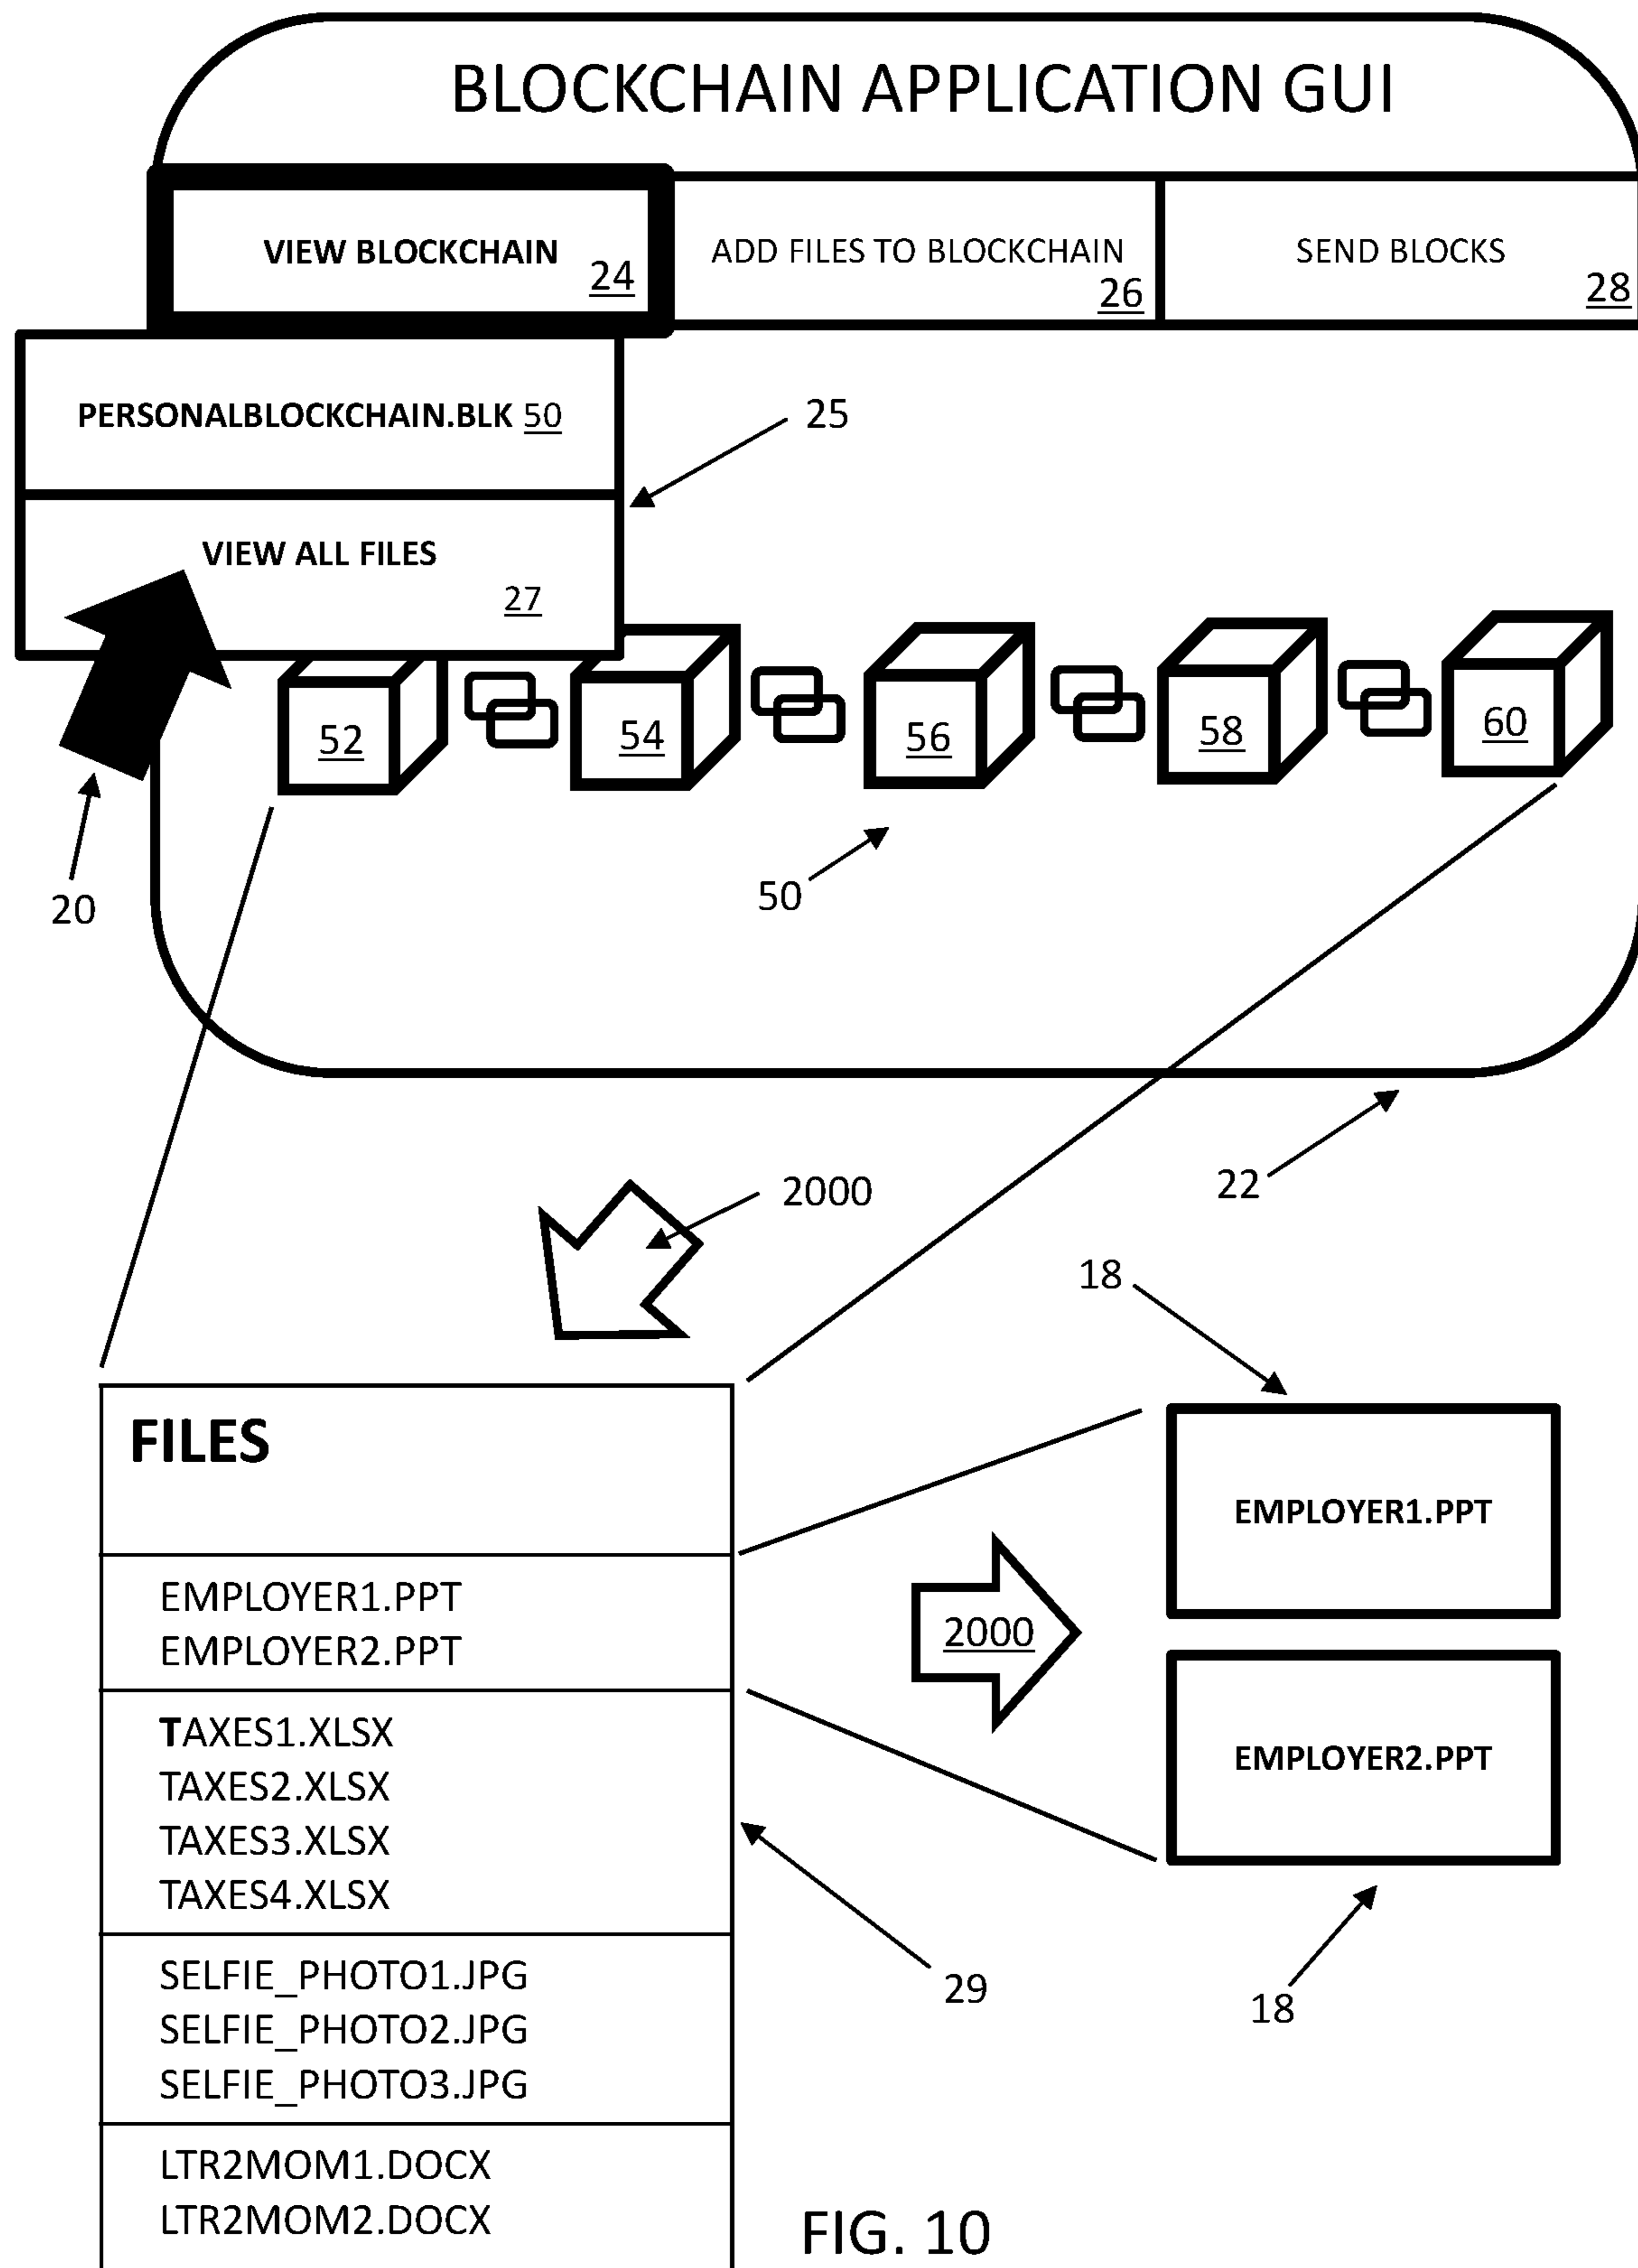 BLOCKCHAIN APPLICATION GUI
VIEW BLOCKCHAIN 24
ADD FILES TO BLOCKCHAIN 26
SEND BLOCKS 28
PERSONALBLOCKCHAIN.BLK 50
25
VIEW ALL FILES
27
52 54 56 58 60
20
50
22
2000
18
FILES
EMPLOYER1.PPT
EMPLOYER2.PPT
2000
EMPLOYER1.PPT
EMPLOYER2.PPT
TAXES1.XLSX
TAXES2.XLSX
TAXES3.XLSX
TAXES4.XLSX
29
18
SELFIE_PHOTO1.JPG
SELFIE_PHOTO2.JPG
SELFIE_PHOTO3.JPG
LTR2MOM1.DOCX
LTR2MOM2.DOCX
FIG. 10